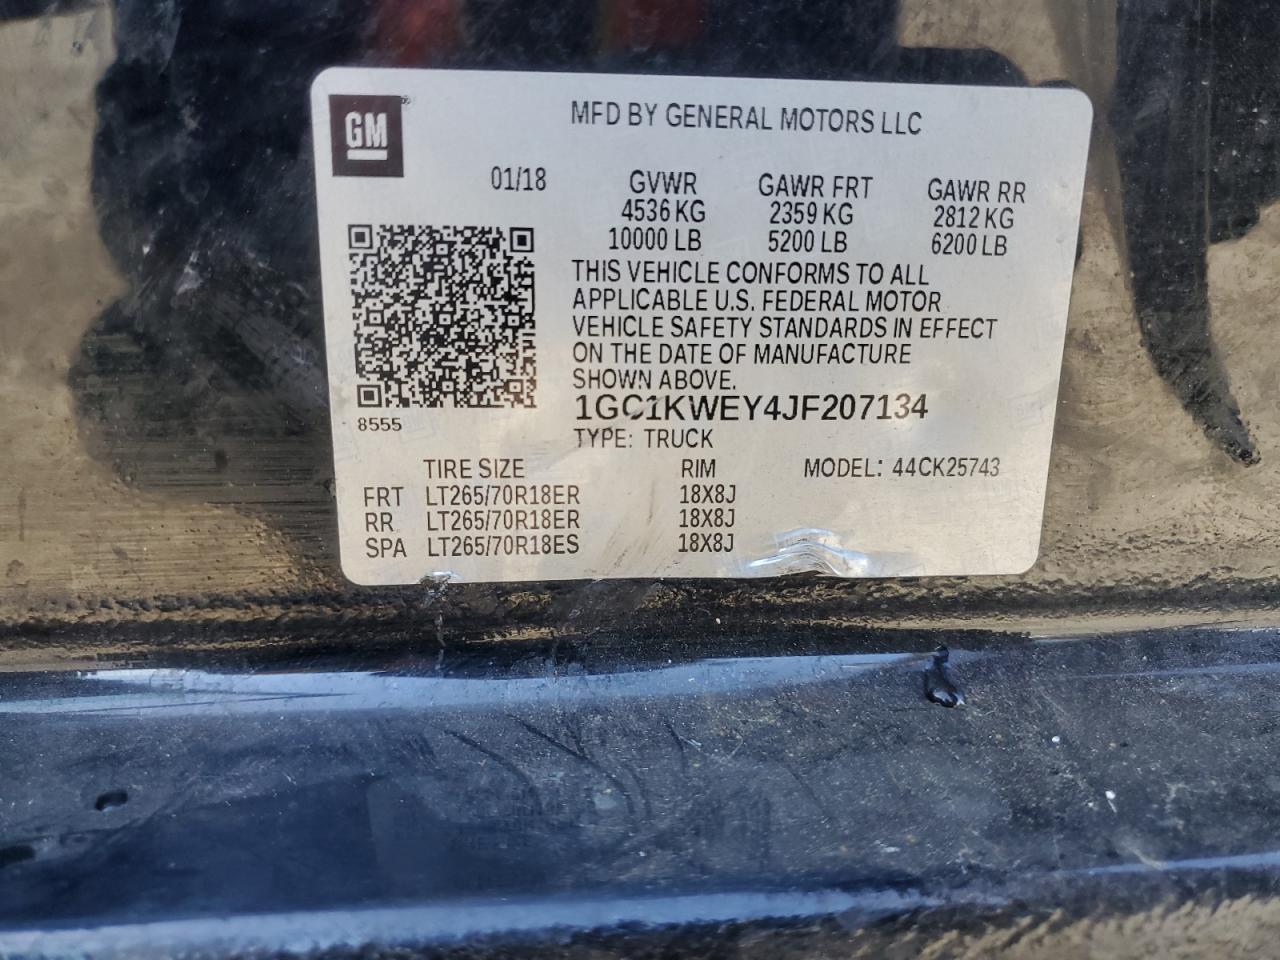 GM
MFD BY GENERAL MOTORS LLC
01/18 GVWR GAWR FRT GAWR RR
4536 KG 2359 KG 2812 KG
10000 LB 5200 LB 6200 LB
THIS VEHICLE CONFORMS TO ALL
APPLICABLE U.S. FEDERAL MOTOR
VEHICLE SAFETY STANDARDS IN EFFECT
ON THE DATE OF MANUFACTURE
SHOWN ABOVE.
1GC1KWEY4JF207134
8555
TYPE: TRUCK
TIRE SIZE RIM MODEL: 44CK25743
FRT LT265/70R18ER 18X8J
RR LT265/70R18ER 18X8J
SPA LT265/70R18ES 18X8J